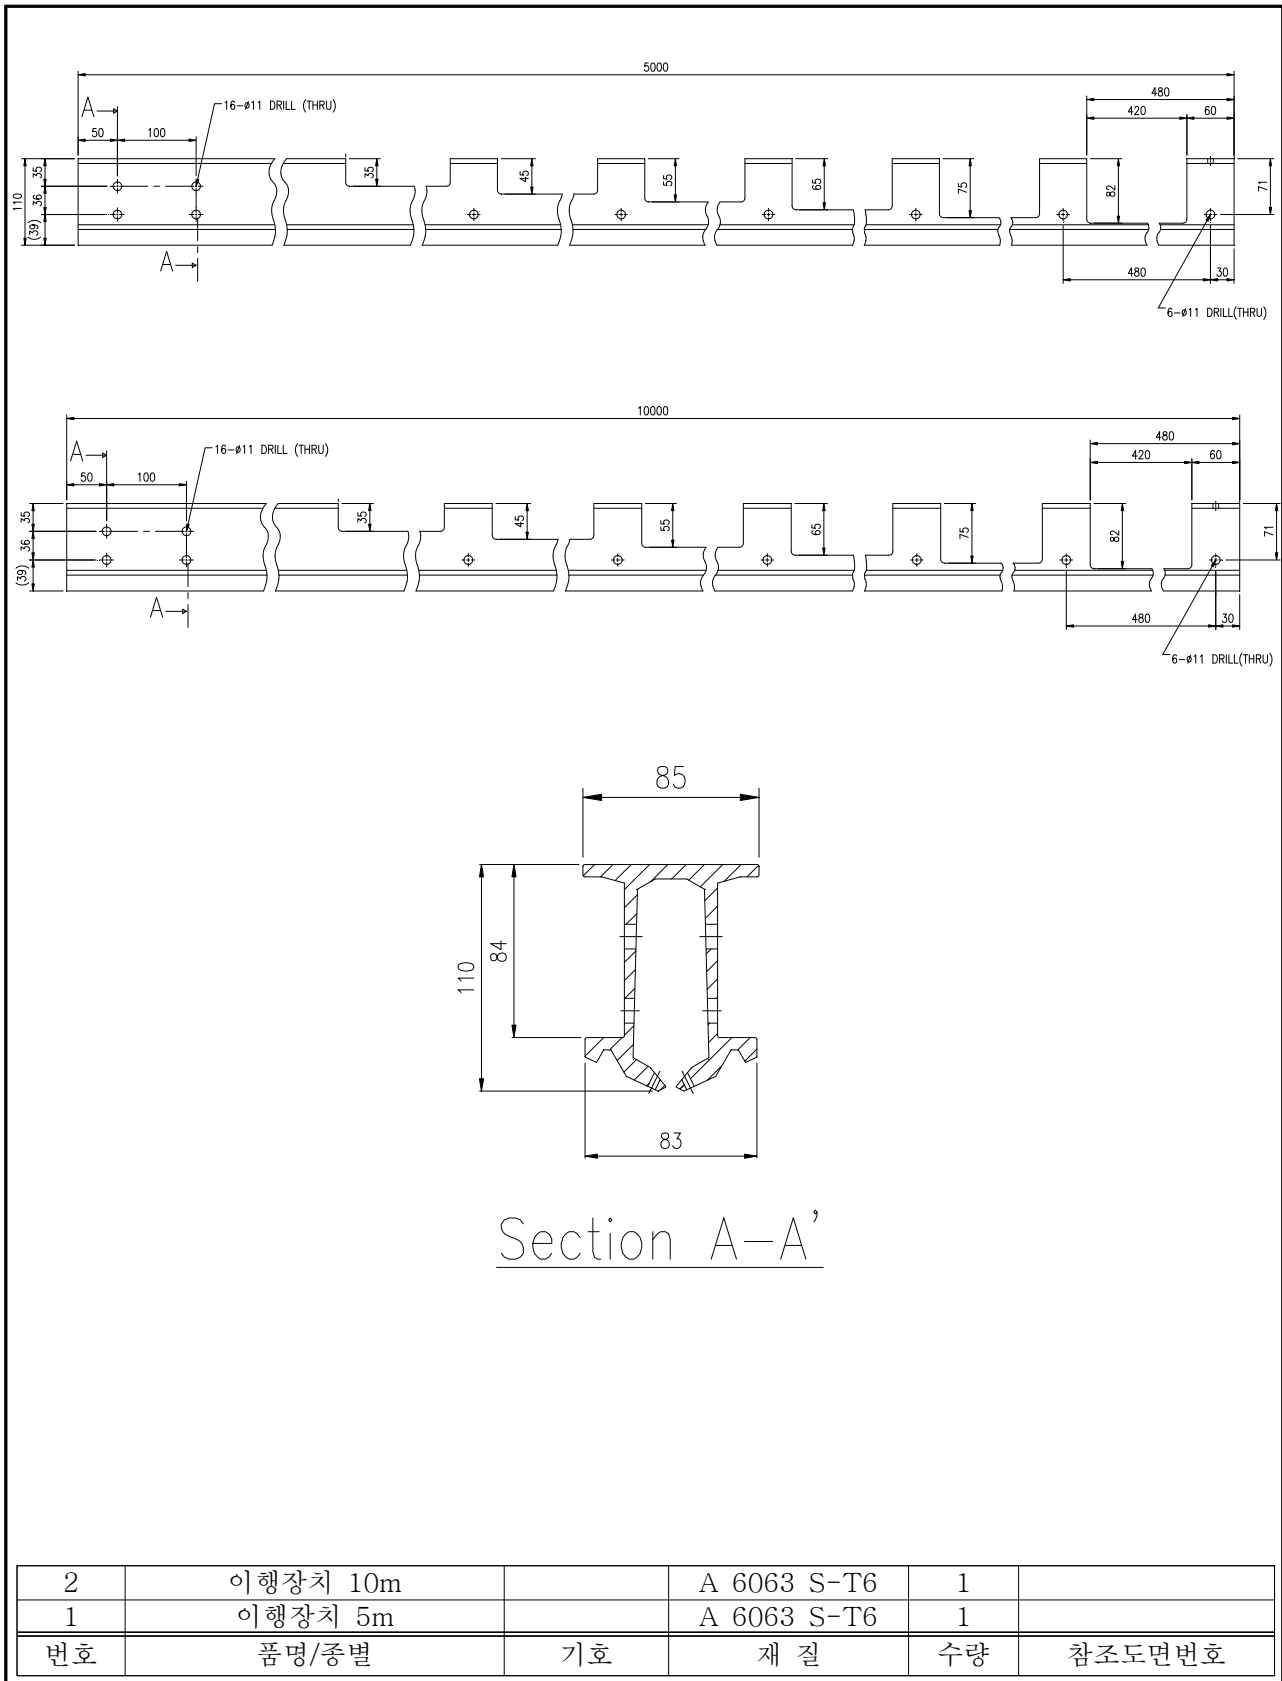 5000
480
420 60
A
16-ø11 DRILL (THRU)
50 100
35 35 45 55 65 75 82 71
110 36
(39)
A
480 30
6-ø11 DRILL(THRU)
10000
480
420 60
A
16-ø11 DRILL (THRU)
50 100
35 35 45 55 65 75 82 71
36
(39)
A
480 30
6-ø11 DRILL(THRU)
85
110 84
83
Section A-A'
2 이행장치 10m A 6063 S-T6 1
1 이행장치 5m A 6063 S-T6 1
번호 품명/종별 기호 재 질 수량 참조도면번호